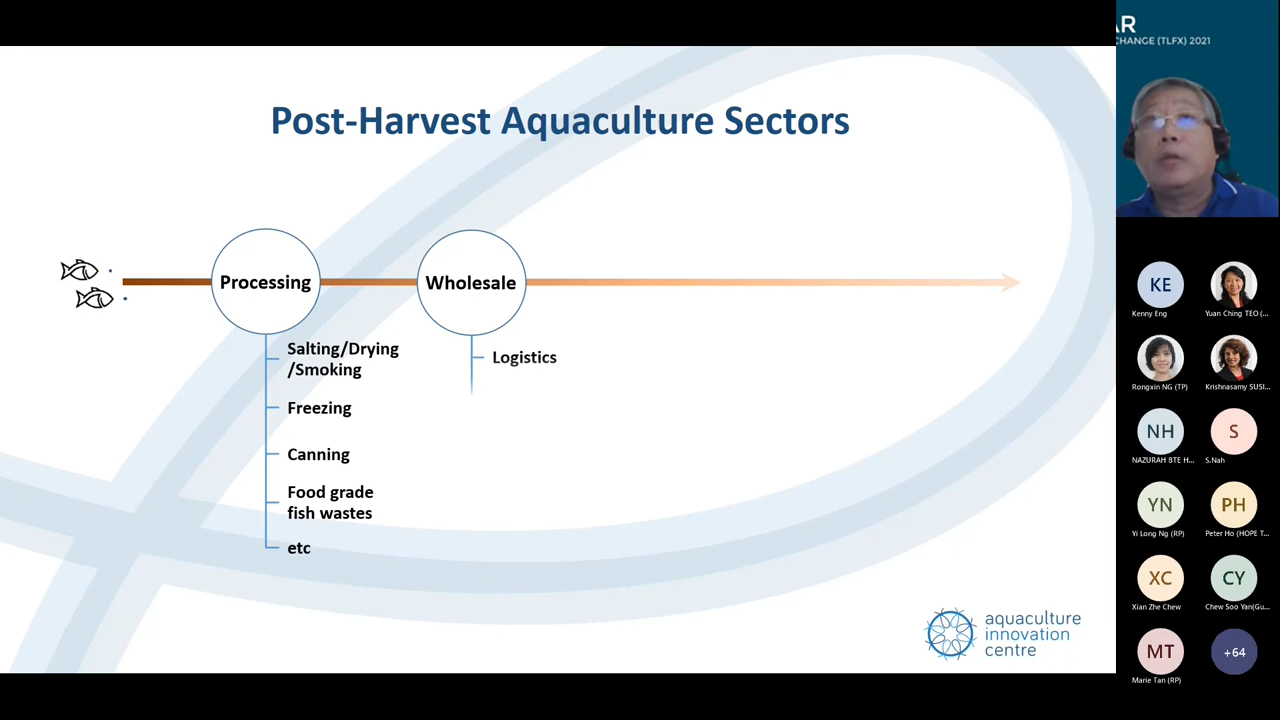 AR
CHANGE (TLFX) 2021
Post-Harvest Aquaculture Sectors
Processing
Wholesale
Salting/Drying
/Smoking
Freezing
Canning
Food grade
fish wastes
etc
Logistics
aquaculture
innovation
centre
KE
Kenny Eng
Yuan Ching TEO (...
Rongxin NG (TP)
Krishnasamy SUSI...
NH
NAZURAH BTE H...
S
S.Nah
YN
Yi Long Ng (RP)
PH
Peter Ho (HOPE T...
XC
Xian Zhe Chew
CY
Chew Soo Yan(Gu...
MT
Marie Tan (RP)
+64